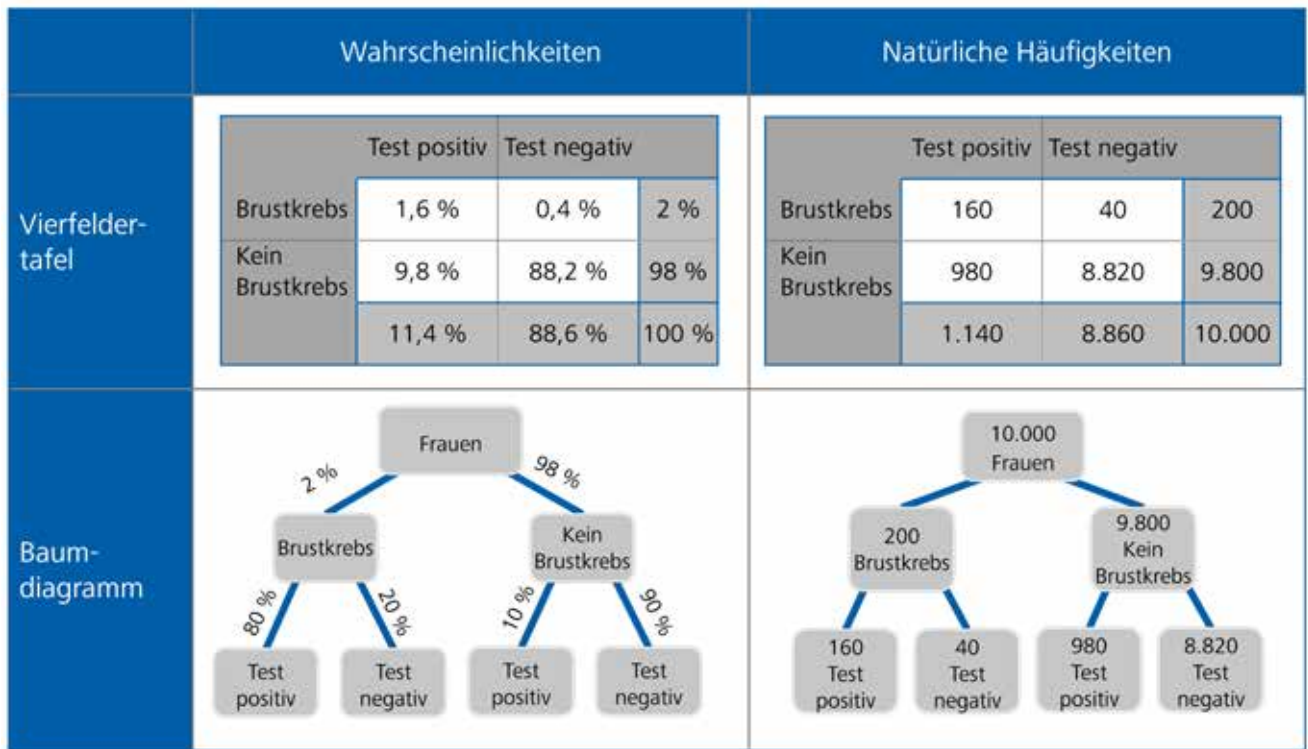 Wahrscheinlichkeiten
Natürliche Häufigkeiten
Vierfelder-
tafel
Test positiv Test negativ
Brustkrebs 1,6 % 0,4 % 2 %
Kein
Brustkrebs 9,8 % 88,2 % 98 %
11,4 % 88,6 % 100 %
Test positiv Test negativ
Brustkrebs 160 40 200
Kein
Brustkrebs 980 8.820 9.800
1.140 8.860 10.000
Baum-
diagramm
Frauen
2 % 98 %
Brustkrebs
Kein
Brustkrebs
80 % 20 % 10 % 90 %
Test
positiv
Test
negativ
Test
positiv
Test
negativ
10.000
Frauen
200
Brustkrebs
9.800
Kein
Brustkrebs
160
Test
positiv
40
Test
negativ
980
Test
positiv
8.820
Test
negativ